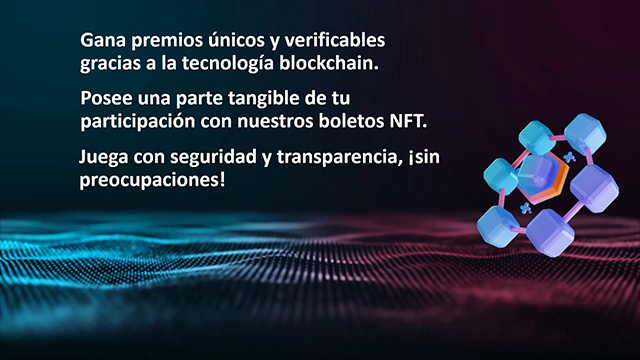 Gana premios únicos y verificables
gracias a la tecnología blockchain.
Posee una parte tangible de tu
participación con nuestros boletos NFT.
Juega con seguridad y transparencia, ¡sin
preocupaciones!